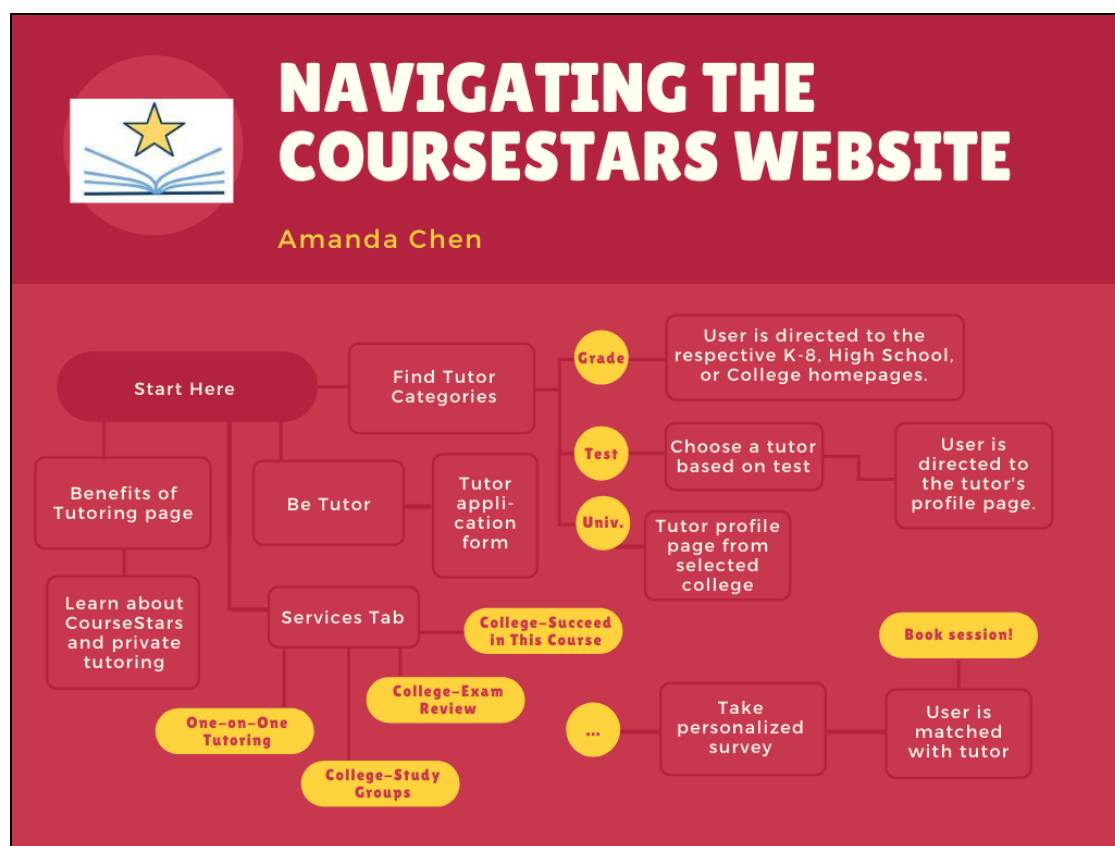 NAVIGATING THE
COURSESTARS WEBSITE
Amanda Chen
Start Here
Find Tutor
Categories
Grade
User is directed to the
respective K-8, High School,
or College homepages.
Test
Choose a tutor
based on test
User is
directed to
the tutor's
profile page.
Univ.
Tutor profile
page from
selected
college
Benefits of
Tutoring page
Learn about
CourseStars
and private
tutoring
Be Tutor
Tutor
appli-
cation
form
Services Tab
College-Succeed
in This Course
College-Exam
Review
One-on-One
Tutoring
College-Study
Groups
...
Take
personalized
survey
User is
matched
with tutor
Book session!